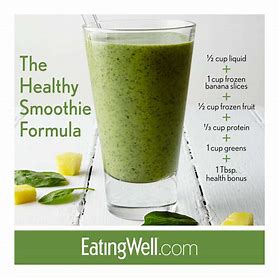 The
Healthy
Smoothie
Formula
½ cup liquid
+
1 cup frozen
banana slices
+
½ cup frozen fruit
+
⅓ cup protein
+
1 cup greens
+
1 Tbsp.
health bonus
EatingWell.com